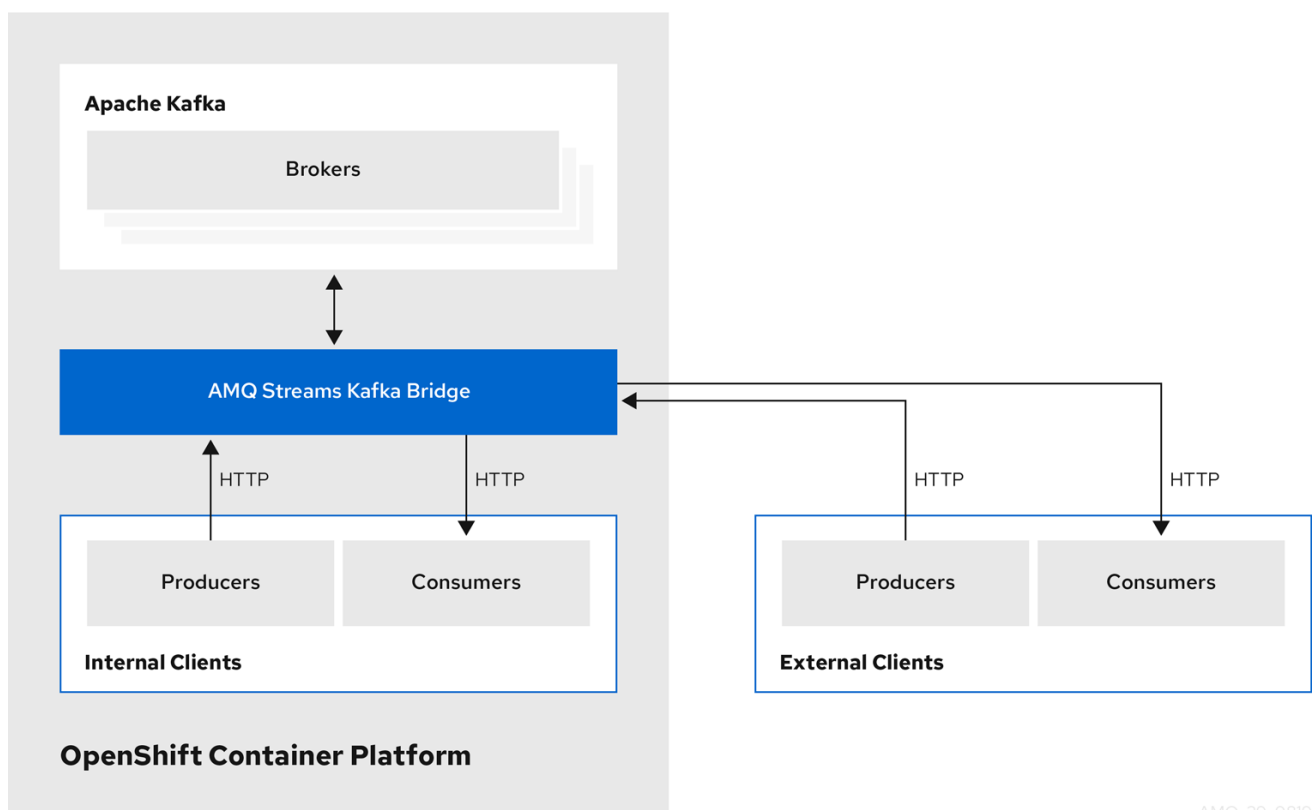 Apache Kafka
Brokers
AMQ Streams Kafka Bridge
HTTP
HTTP
HTTP
HTTP
Producers
Consumers
Producers
Consumers
Internal Clients
External Clients
OpenShift Container Platform